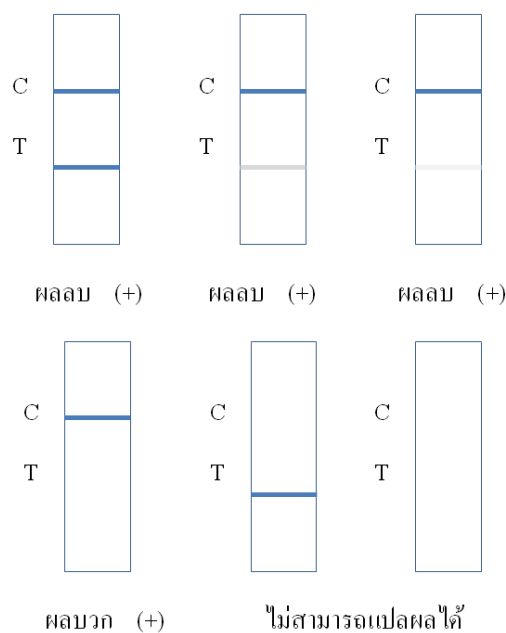 C C C
T T T
ผลลบ (+) ผลลบ (+) ผลลบ (+)
C C C
T T T
ผลบวก (+) ไม่สามารถแปลผลได้